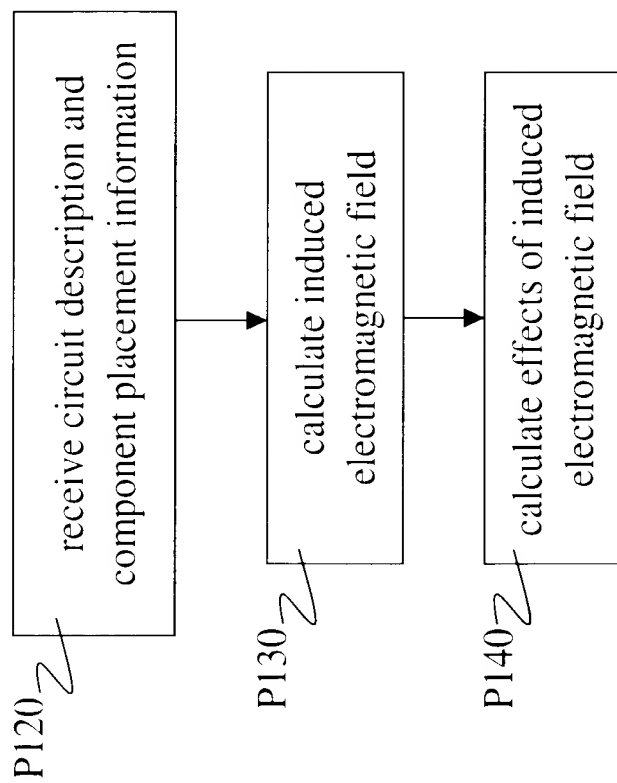 P120
receive circuit description and
component placement information
P130
calculate induced
electromagnetic field
P140
calculate effects of induced
electromagnetic field